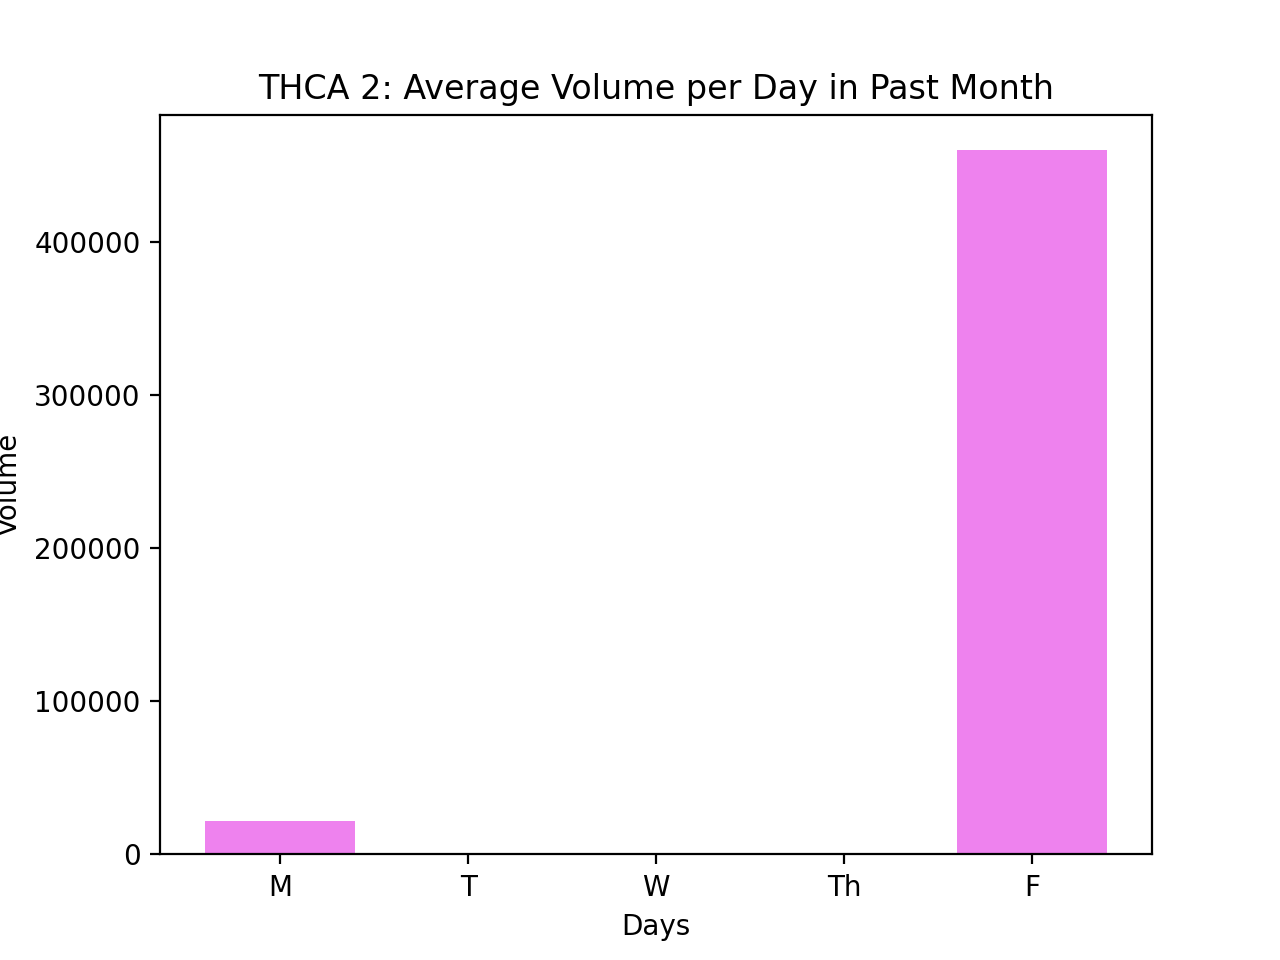 THCA 2: Average Volume per Day in Past Month
Volume
400000
300000
200000
100000
0
M T W Th F
Days